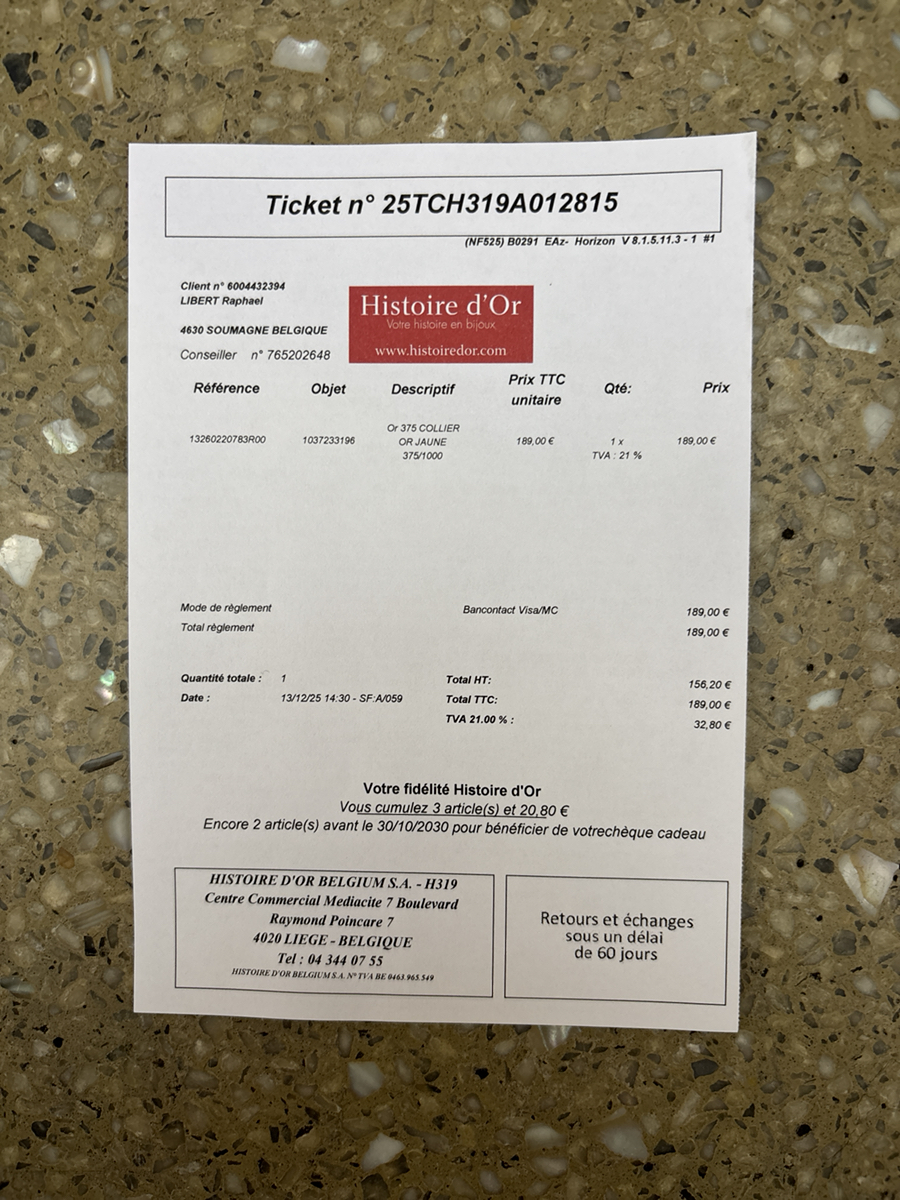 Ticket n° 25TCH319A012815
(NF525) B0291 EAz- Horizon V 8.1.5.11.3 - 1 #1
Client n° 6004432394
LIBERT Raphael
4630 SOUMAGNE BELGIQUE
Conseiller n° 765202648
Histoire d'Or
Votre histoire en bijoux
www.histoiredor.com
Référence Objet Descriptif Prix TTC unitaire Qté: Prix
Or 375 COLLIER
13260220783R00 1037233196 OR JAUNE 189,00 € 1 x 189,00 €
375/1000 TVA : 21 %
Mode de règlement Bancontact Visa/MC 189,00 €
Total règlement 189,00 €
Quantité totale : 1 Total HT: 156,20 €
Date : 13/12/25 14:30 - SF:A/059 Total TTC: 189,00 €
TVA 21.00 % : 32,80 €
Votre fidélité Histoire d'Or
Vous cumulez 3 article(s) et 20,80 €
Encore 2 article(s) avant le 30/10/2030 pour bénéficier de votrechèque cadeau
HISTOIRE D'OR BELGIUM S.A. - H319
Centre Commercial Mediacite 7 Boulevard
Raymond Poincare 7
4020 LIEGE - BELGIQUE
Tel : 04 344 07 55
HISTOIRE D'OR BELGIUM S.A. N° TVA BE 0463.965.549
Retours et échanges
sous un délai
de 60 jours